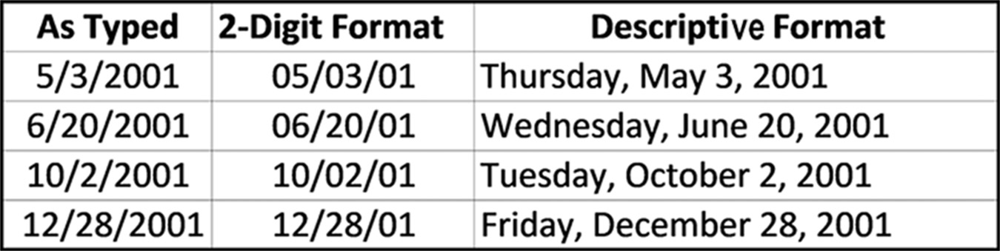 As Typed 2-Digit Format Descriptive Format
5/3/2001 05/03/01 Thursday, May 3, 2001
6/20/2001 06/20/01 Wednesday, June 20, 2001
10/2/2001 10/02/01 Tuesday, October 2, 2001
12/28/2001 12/28/01 Friday, December 28, 2001